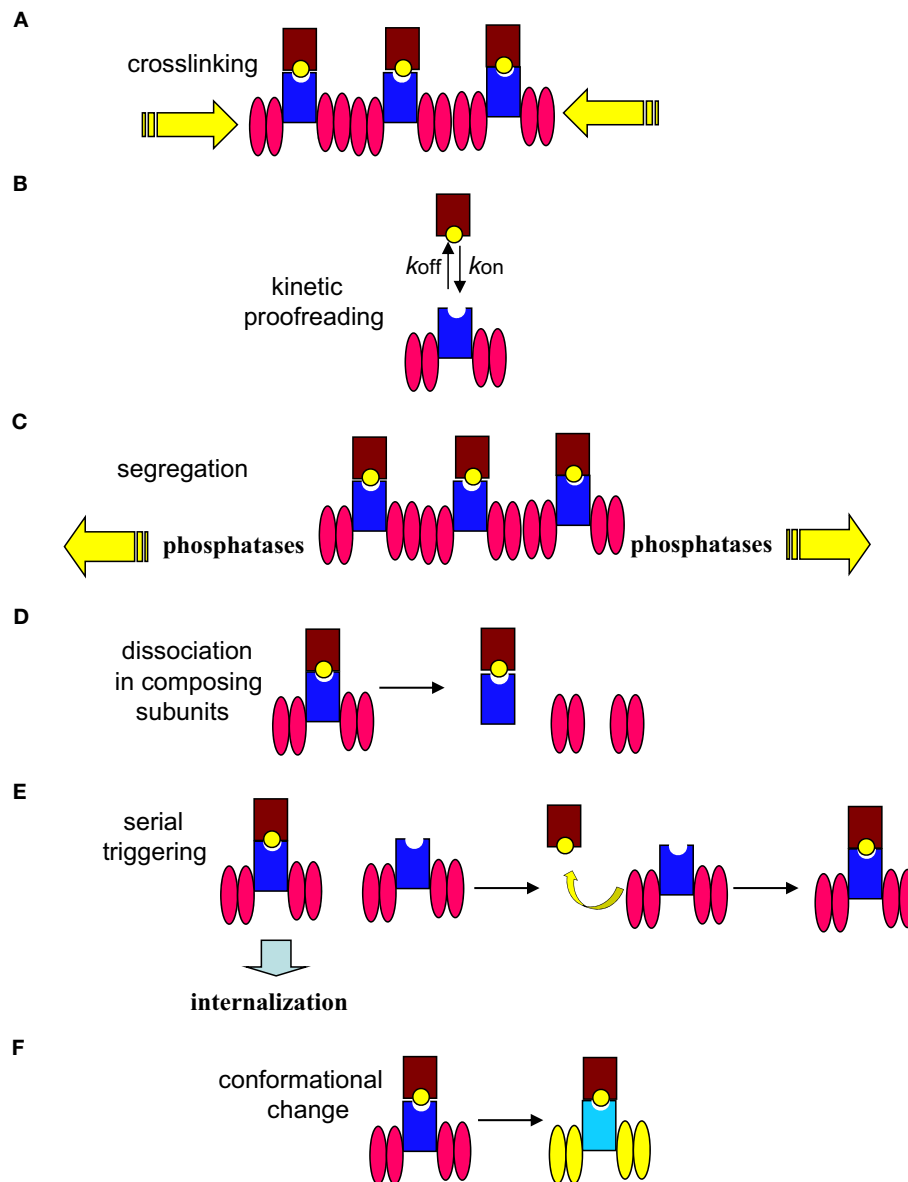 A
crosslinking
B
koff
kon
kinetic
proofreading
C
segregation
phosphatases
phosphatases
D
dissociation
in composing
subunits
E
serial
triggering
internalization
F
conformational
change